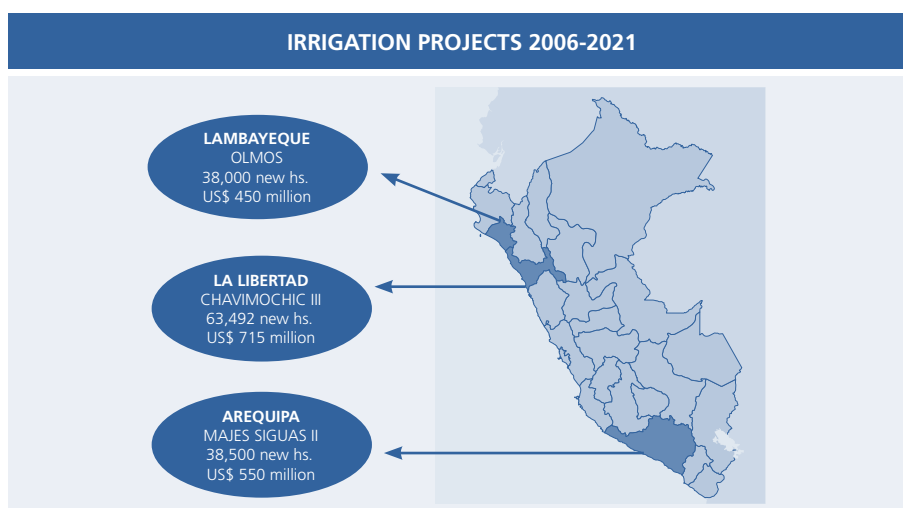 IRRIGATION PROJECTS 2006-2021
LAMBAYEQUE
OLMOS
38,000 new hs.
US$ 450 million
LA LIBERTAD
CHAVIMOCHIC III
63,492 new hs.
US$ 715 million
AREQUIPA
MAJES SIGUAS II
38,500 new hs.
US$ 550 million